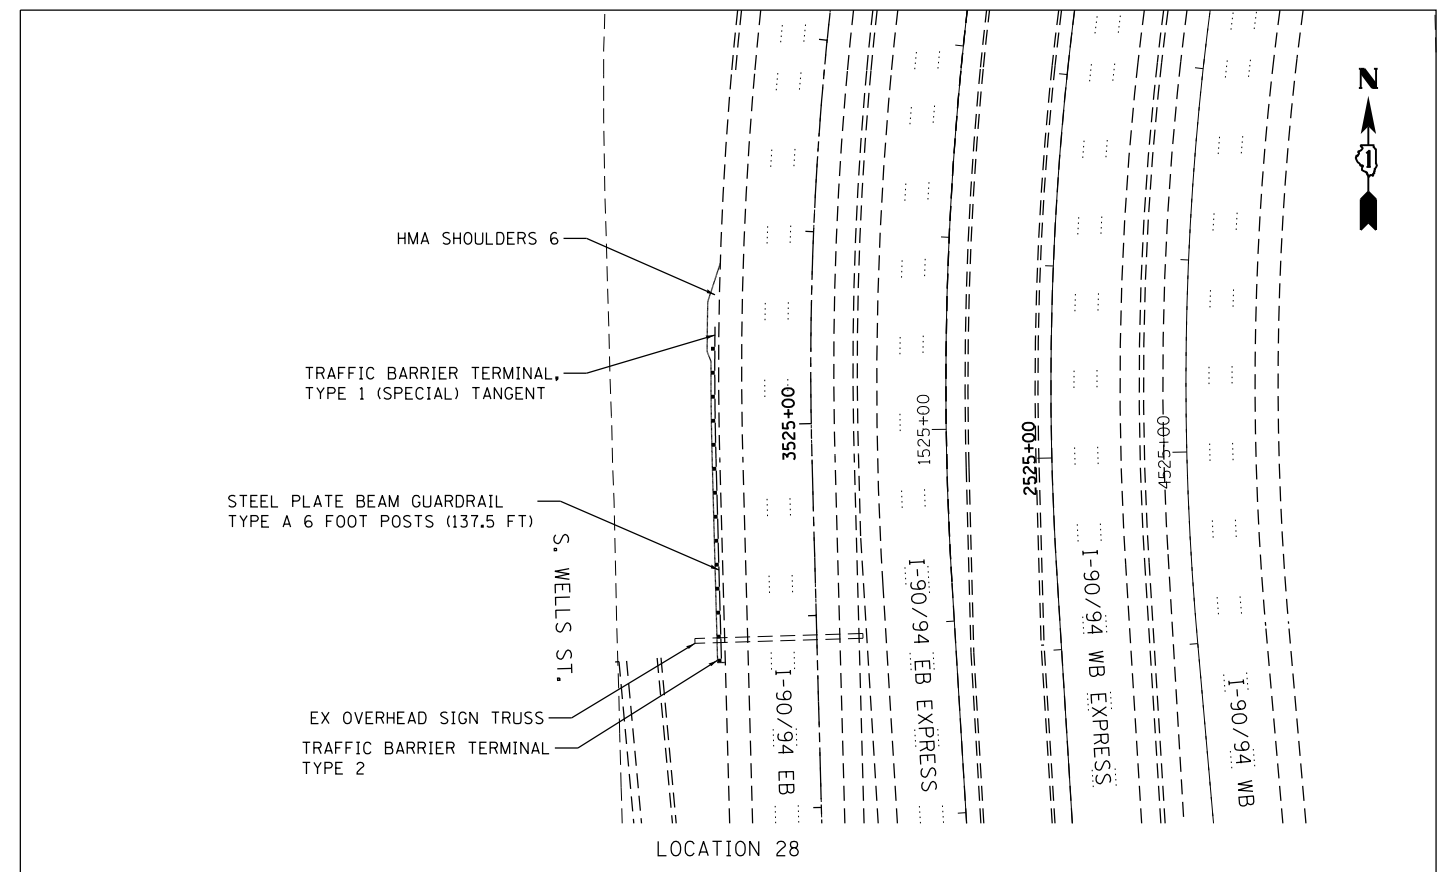 N
1
HMA SHOULDERS 6
TRAFFIC BARRIER TERMINAL,
TYPE 1 (SPECIAL) TANGENT
3525+00
1525+00
2525+00
4525+00
STEEL PLATE BEAM GUARDRAIL
TYPE A 6 FOOT POSTS (137.5 FT)
S. WELLS ST.
I-90/94 EB
I-90/94 EB EXPRESS
I-90/94 WB EXPRESS
I-90/94 WB
EX OVERHEAD SIGN TRUSS
TRAFFIC BARRIER TERMINAL
TYPE 2
LOCATION 28